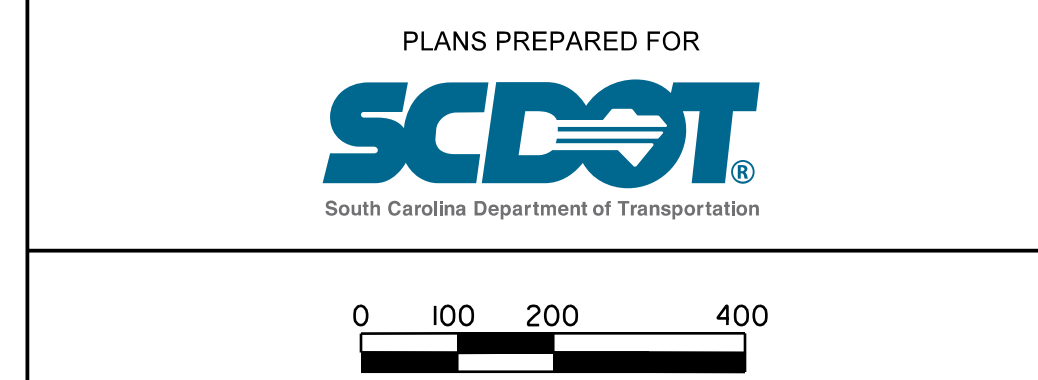 PLANS PREPARED FOR
SCDOT®
South Carolina Department of Transportation
0 100 200 400